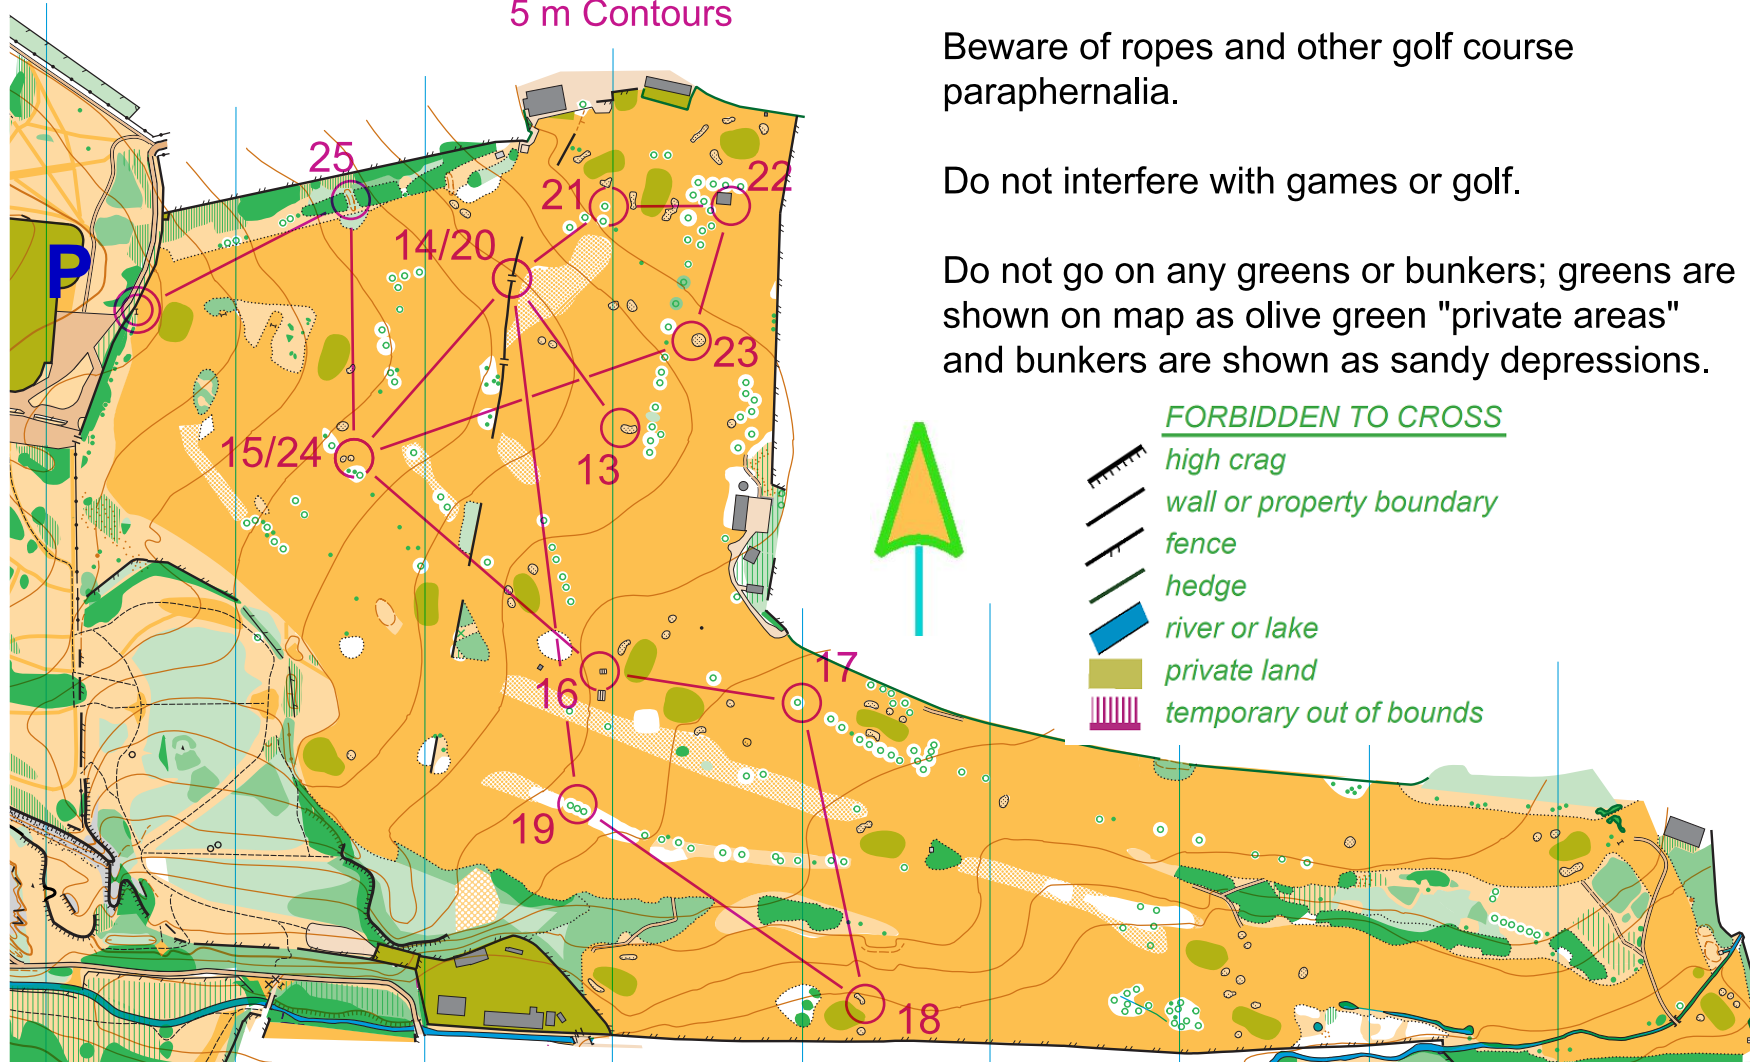 5 m Contours
Beware of ropes and other golf course
paraphernalia.
Do not interfere with games or golf.
Do not go on any greens or bunkers; greens are
shown on map as olive green "private areas"
and bunkers are shown as sandy depressions.
FORBIDDEN TO CROSS
high crag
wall or property boundary
fence
hedge
river or lake
private land
temporary out of bounds
25
22
21
14/20
P
23
15/24
13
17
16
19
18